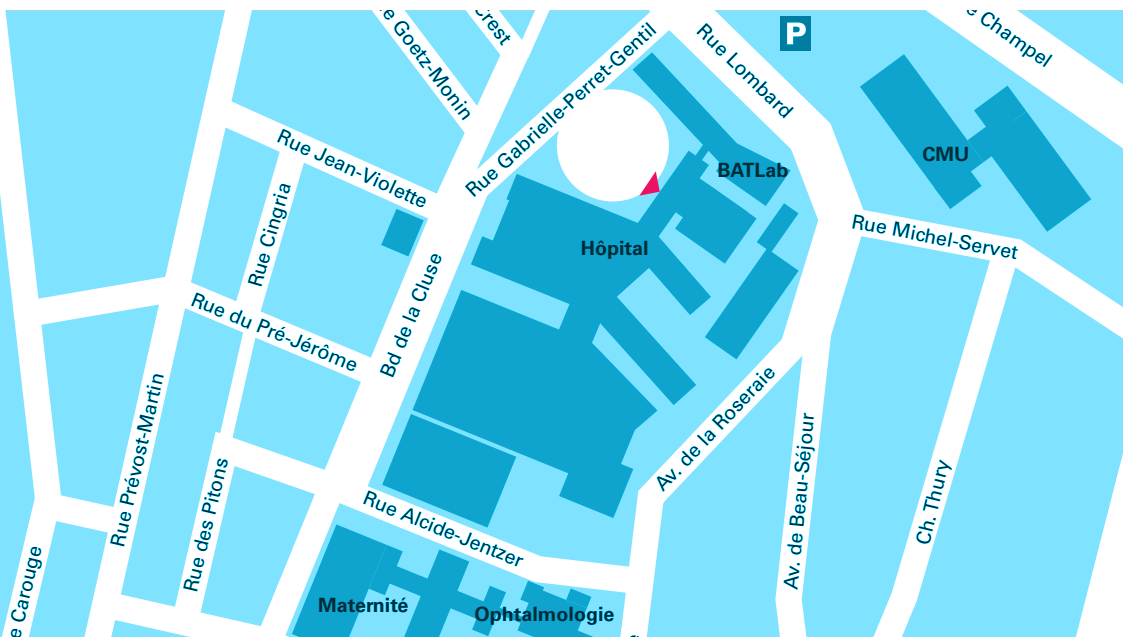 P
Crest
Goetz-Monin
Rue Gabrielle-Perret-Gentil
Rue Lombard
Champel
CMU
BATLab
Rue Jean-Violette
Rue Cingria
Hôpital
Rue Michel-Servet
Rue du Pré-Jérôme
Bd de la Cluse
Rue Prévost-Martin
Av. de la Roseraie
Av. de Beau-Séjour
Ch. Thury
Rue des Pitons
Rue Alcide-Jentzer
Carouge
Maternité
Ophtalmologie